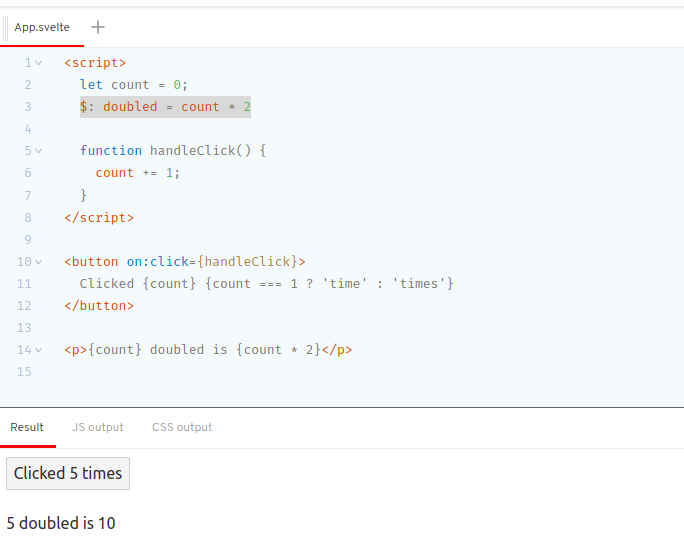 App.svelte +
1 <script>
2 let count = 0;
3 $: doubled = count * 2
4
5 function handleClick() {
6 count += 1;
7 }
8 </script>
9
10 <button on:click={handleClick}>
11 Clicked {count} {count === 1 ? 'time' : 'times'}
12 </button>
13
14 <p>{count} doubled is {count * 2}</p>
15
Result JS output CSS output
Clicked 5 times
5 doubled is 10